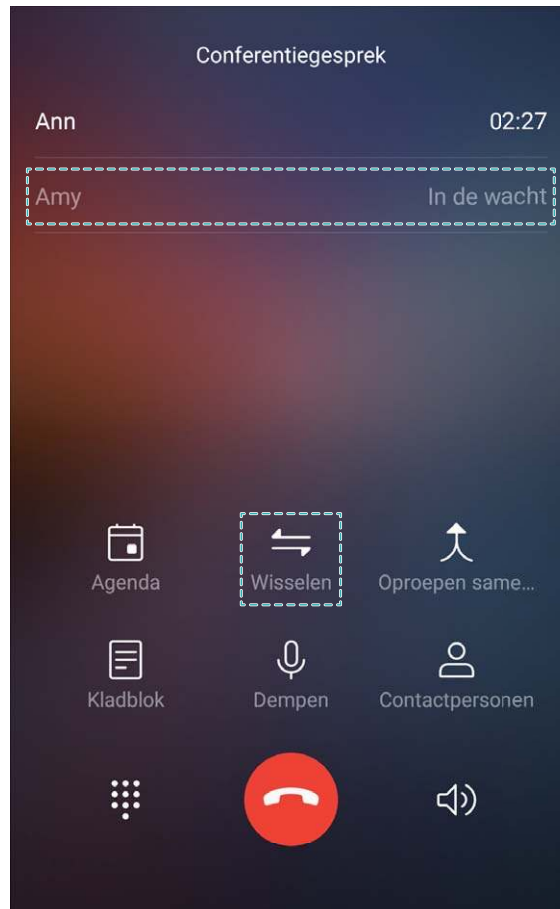 Conferentiegesprek
Ann 02:27
Amy In de wacht
Agenda Wisselen Oproepen same...
Kladblok Dempen Contactpersonen